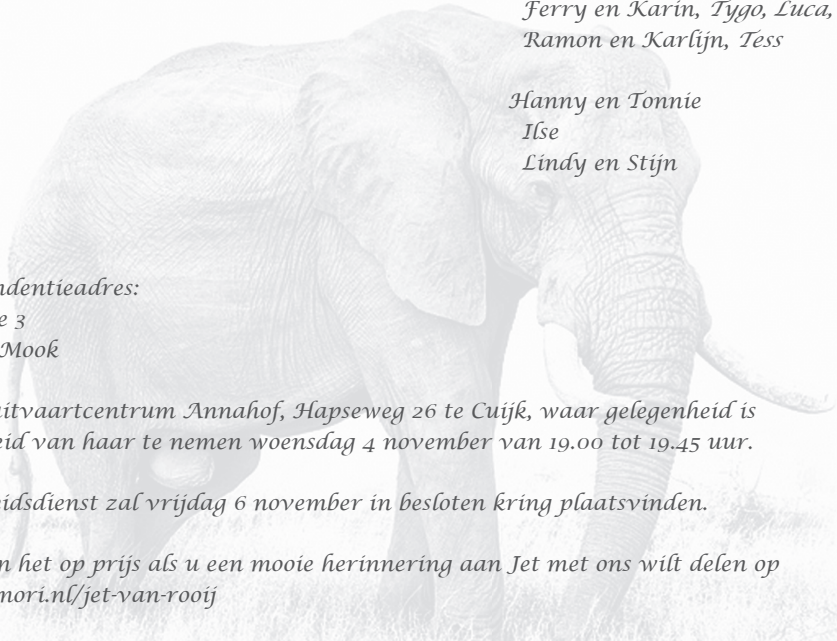 Ferry en Karin, Tygo, Luca,
Ramon en Karlijn, Tess
Hanny en Tonnie
Ilse
Lindy en Stijn
ndentieadres:
e 3
Mook
uitvaartcentrum Annahof, Hapseweg 26 te Cuijk, waar gelegenheid is
eid van haar te nemen woensdag 4 november van 19.00 tot 19.45 uur.
idsdienst zal vrijdag 6 november in besloten kring plaatsvinden.
n het op prijs als u een mooie herinnering aan Jet met ons wilt delen op
mori.nl/jet-van-rooij